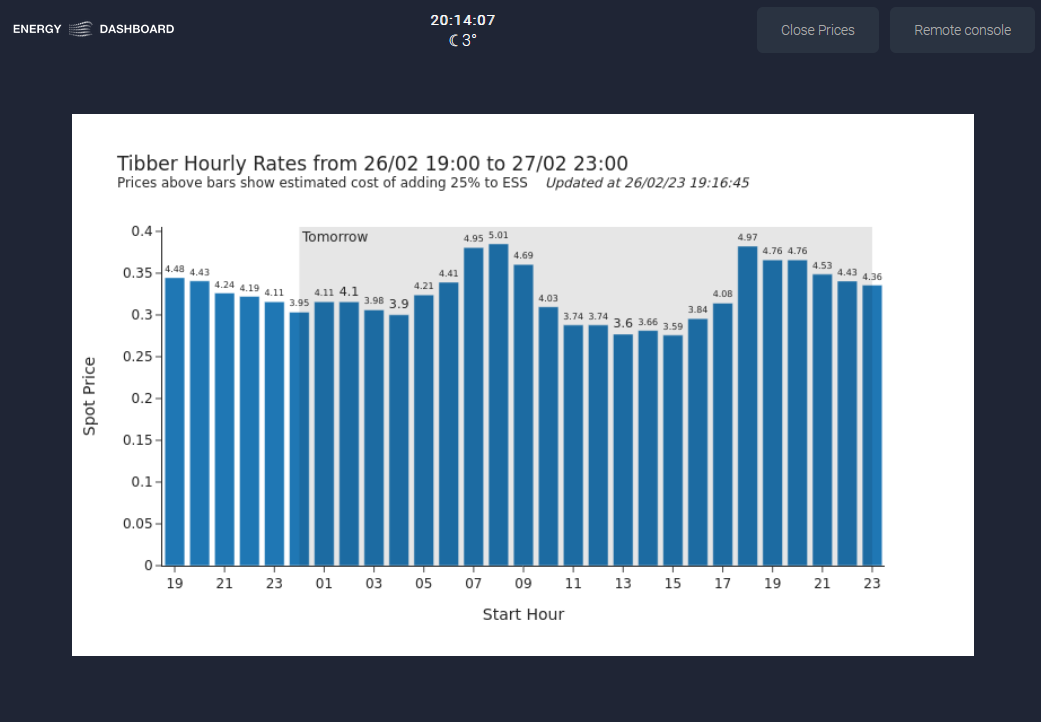 ENERGY DASHBOARD
20:14:07
3°
Close Prices
Remote console
Tibber Hourly Rates from 26/02 19:00 to 27/02 23:00
Prices above bars show estimated cost of adding 25% to ESS Updated at 26/02/23 19:16:45
Tomorrow
4.48 4.43 4.24 4.19 4.11 3.95 4.11 4.1 3.98 3.9 4.21 4.41 4.95 5.01 4.69 4.03 3.74 3.74 3.6 3.66 3.59 3.84 4.08 4.97 4.76 4.76 4.53 4.43 4.36
0.4
0.35
0.3
0.25
0.2
0.15
0.1
0.05
0
Spot Price
19 21 23 01 03 05 07 09 11 13 15 17 19 21 23
Start Hour